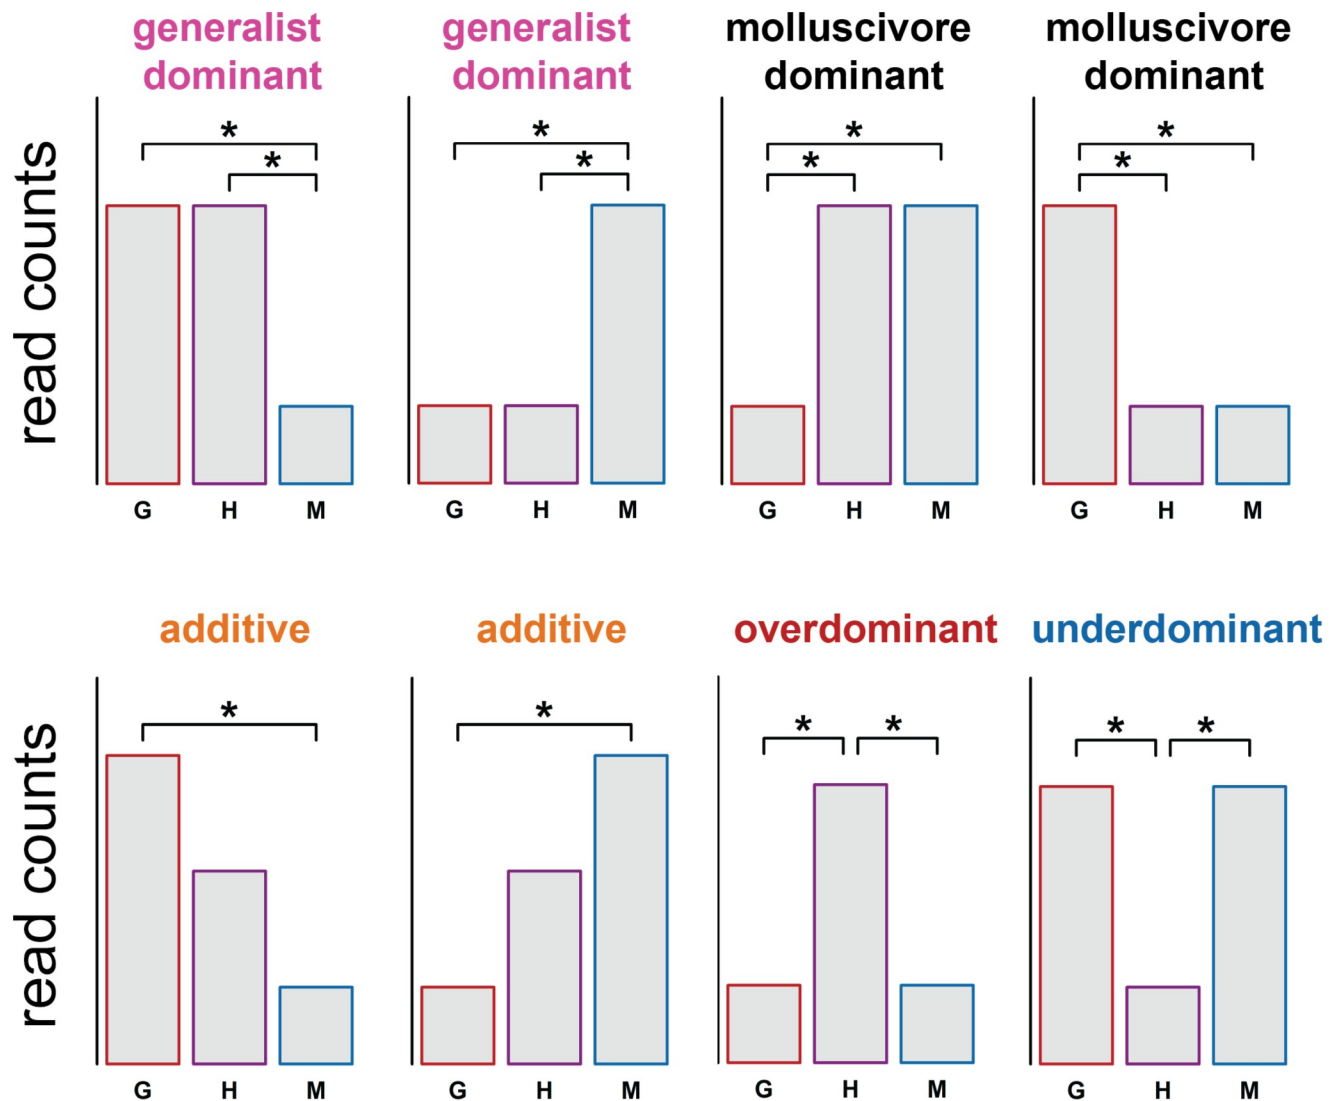 generalist
dominant
generalist
dominant
molluscivore
dominant
molluscivore
dominant
read counts
* *
* *
* *
* *
G H M
G H M
G H M
G H M
additive
additive
overdominant
underdominant
read counts
*
*
* *
* *
G H M
G H M
G H M
G H M